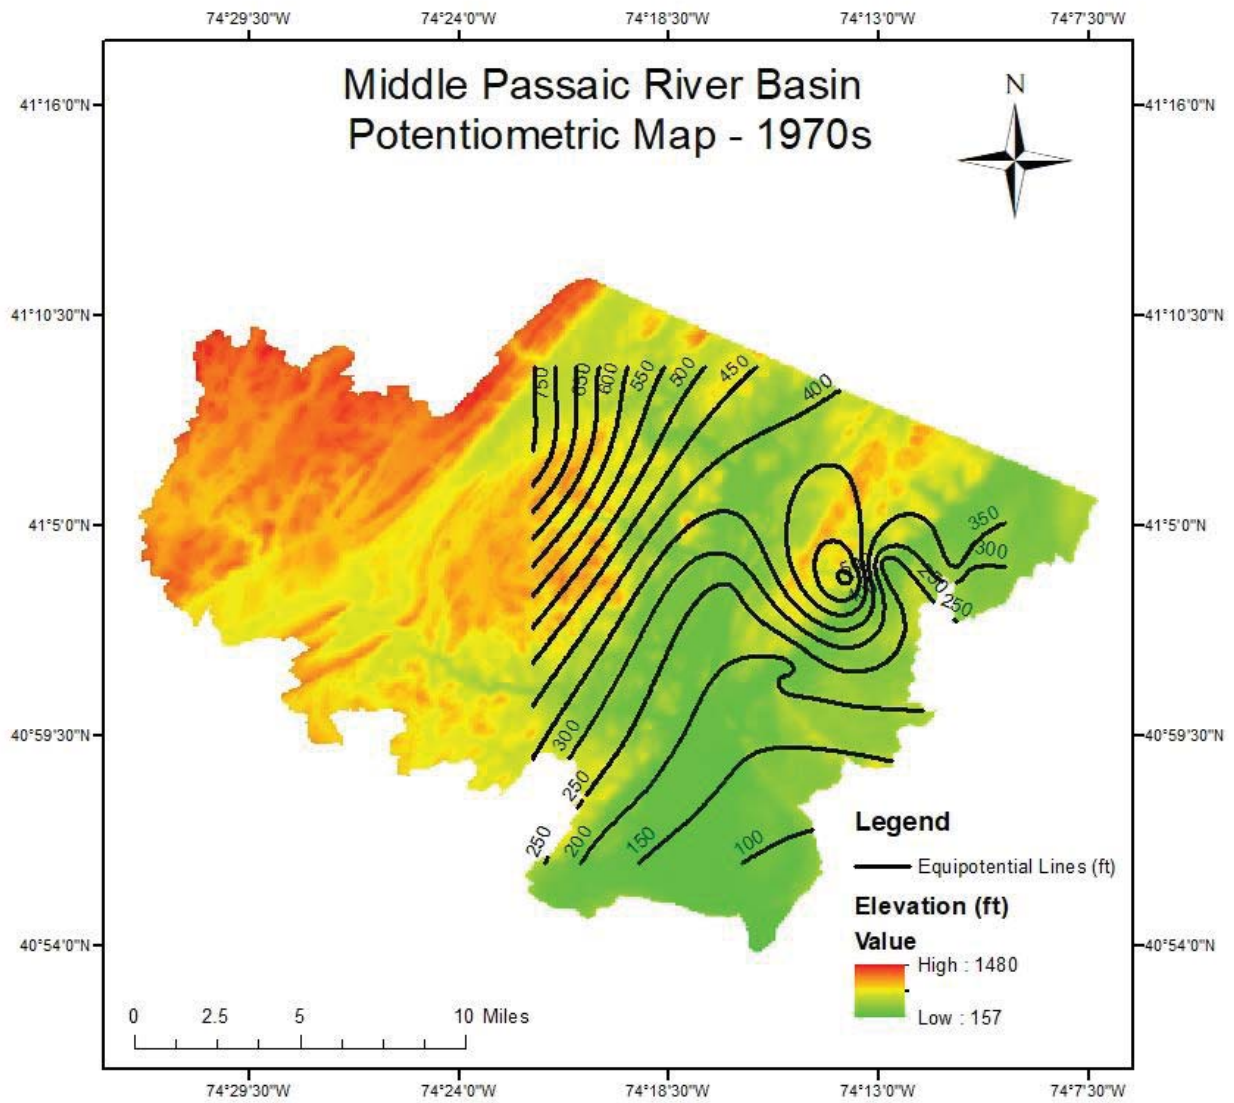 74°29'30"W 74°24'0"W 74°18'30"W 74°13'0"W 74°7'30"W
Middle Passaic River Basin
Potentiometric Map - 1970s
N
41°16'0"N 41°16'0"N
41°10'30"N 41°10'30"N
750 650 600 550 500 450 400
41°5'0"N 41°5'0"N
350
300
250
250
300
40°59'30"N 40°59'30"N
250
250 200 150 100
Legend
Equipotential Lines (ft)
Elevation (ft)
Value
High : 1480
Low : 157
40°54'0"N 40°54'0"N
0 2.5 5 10 Miles
74°29'30"W 74°24'0"W 74°18'30"W 74°13'0"W 74°7'30"W